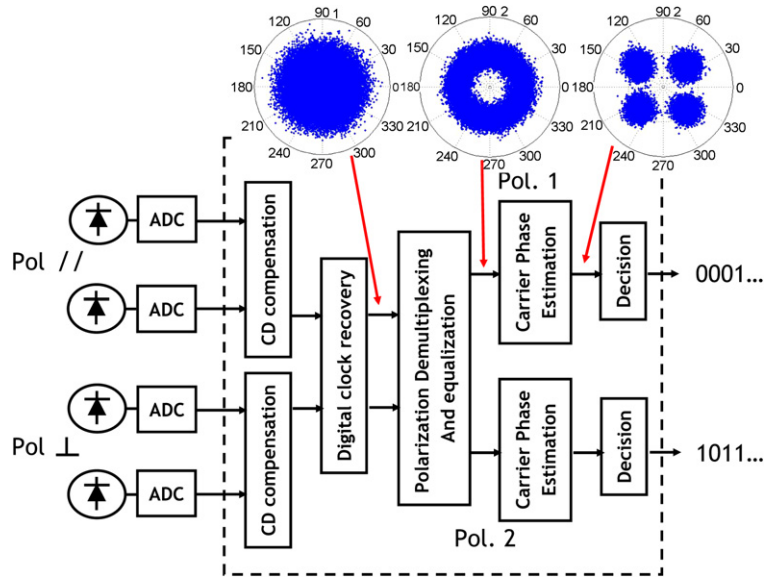 90 1
120 60
150 30
180 0
210 330
240 300
270
90 2
120 60
150 30
180 0
210 330
240 300
270
90 2
120 60
150 30
180 0
210 330
240 300
270
Pol. 1
Pol //
ADC
ADC
CD compensation
Digital clock recovery
Polarization Demultiplexing
And equalization
Carrier Phase
Estimation
Decision
0001...
Pol ⊥
ADC
ADC
CD compensation
Carrier Phase
Estimation
Decision
1011...
Pol. 2